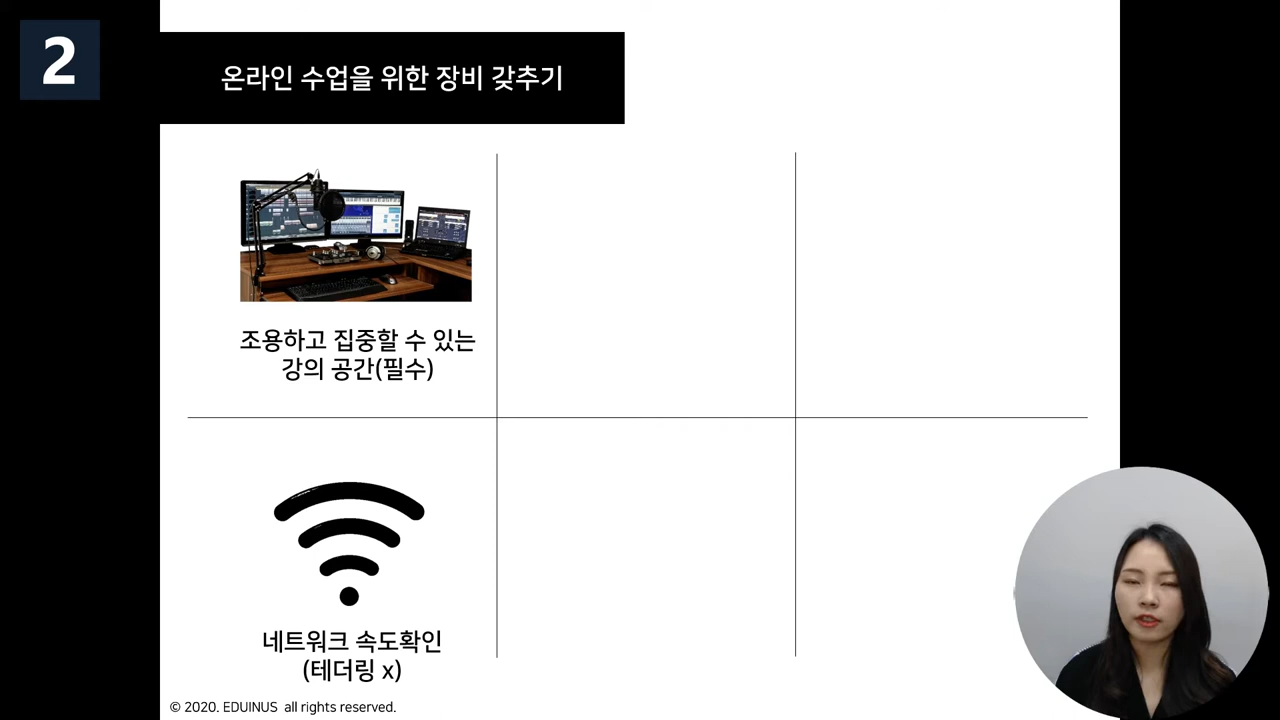 2
온라인 수업을 위한 장비 갖추기
조용하고 집중할 수 있는
강의 공간(필수)
네트워크 속도확인
(테더링 x)
© 2020. EDUINUS all rights reserved.